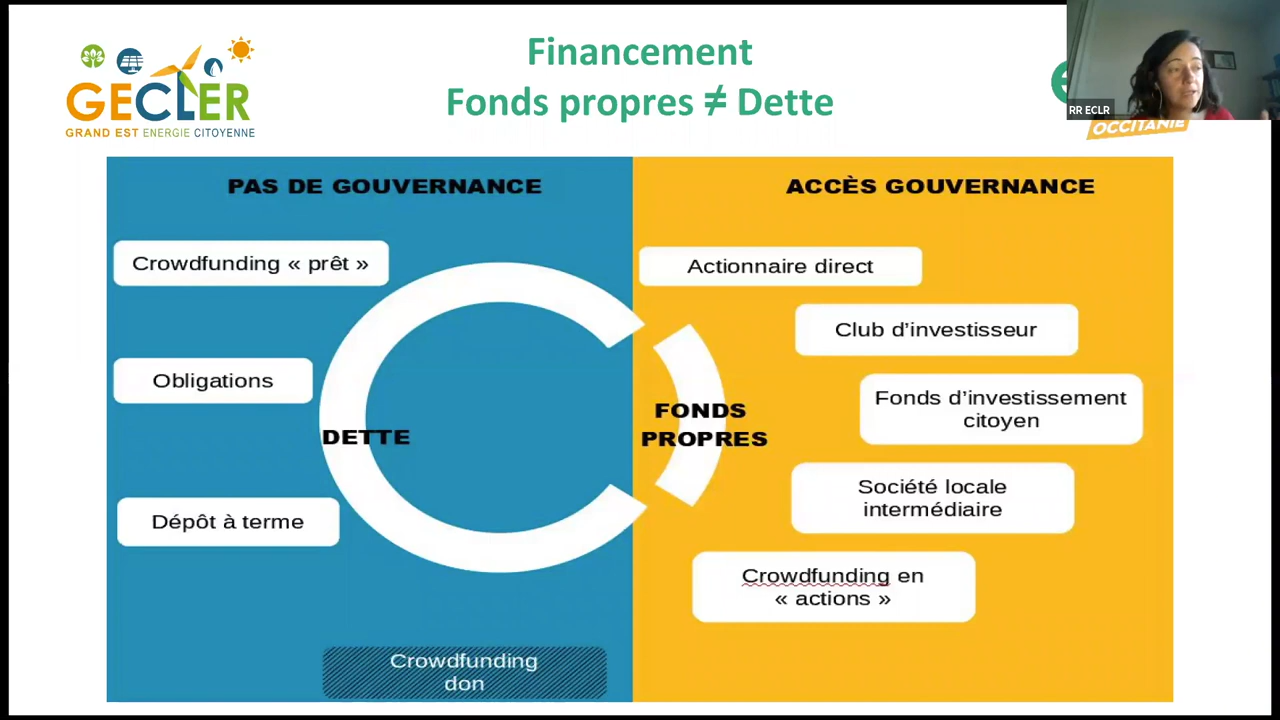 GECLER
GRAND EST ENERGIE CITOYENNE
Financement
Fonds propres ≠ Dette
RR ECLR
OCCITANIE
PAS DE GOUVERNANCE
ACCÈS GOUVERNANCE
Crowdfunding « prêt »
Obligations
DETTE
Dépôt à terme
Crowdfunding
don
FONDS
PROPRES
Actionnaire direct
Club d’investisseur
Fonds d’investissement
citoyen
Société locale
intermédiaire
Crowdfunding en
« actions »